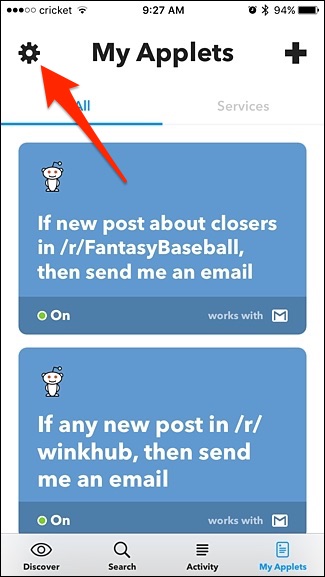 cricket 9:27 AM 94%
My Applets
All Services
If new post about closers
in /r/FantasyBaseball,
then send me an email
On works with
If any new post in /r/
winkhub, then send
me an email
On works with
Discover Search Activity My Applets